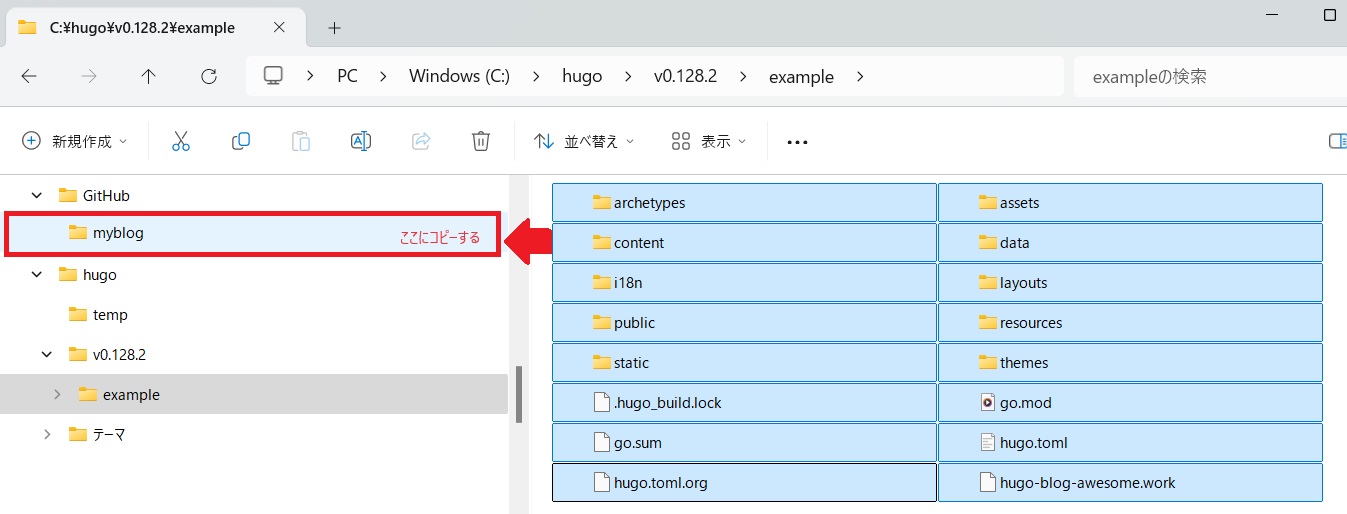 C:¥hugo¥v0.128.2¥example
PC > Windows (C:) > hugo > v0.128.2 > example >
exampleの検索
新規作成
並べ替え
表示
GitHub
myblog ここにコピーする
hugo
temp
v0.128.2
example
テーマ
archetypes assets
content data
i18n layouts
public resources
static themes
.hugo_build.lock go.mod
go.sum hugo.toml
hugo.toml.org hugo-blog-awesome.work